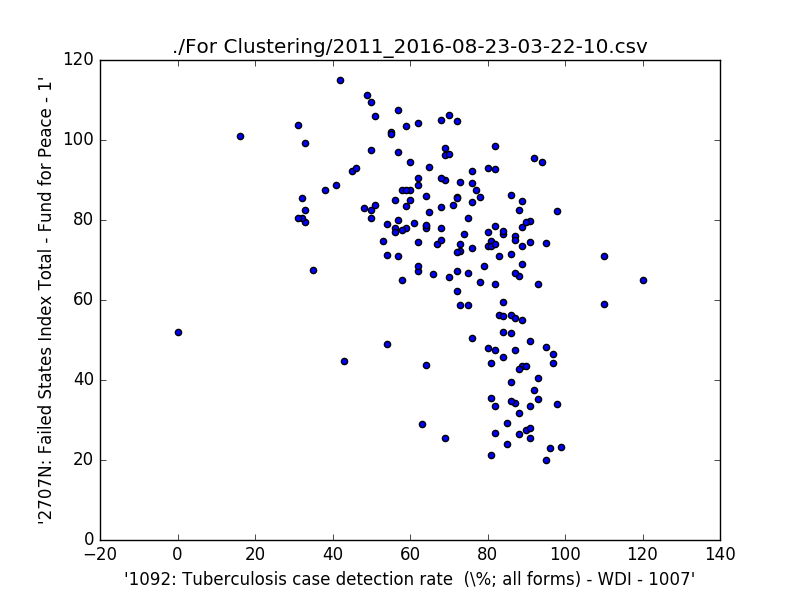 ./For Clustering/2011_2016-08-23-03-22-10.csv
120
100
80
60
40
20
0
'2707N: Failed States Index Total - Fund for Peace - 1'
−20 0 20 40 60 80 100 120 140
'1092: Tuberculosis case detection rate  (\%; all forms) - WDI - 1007'